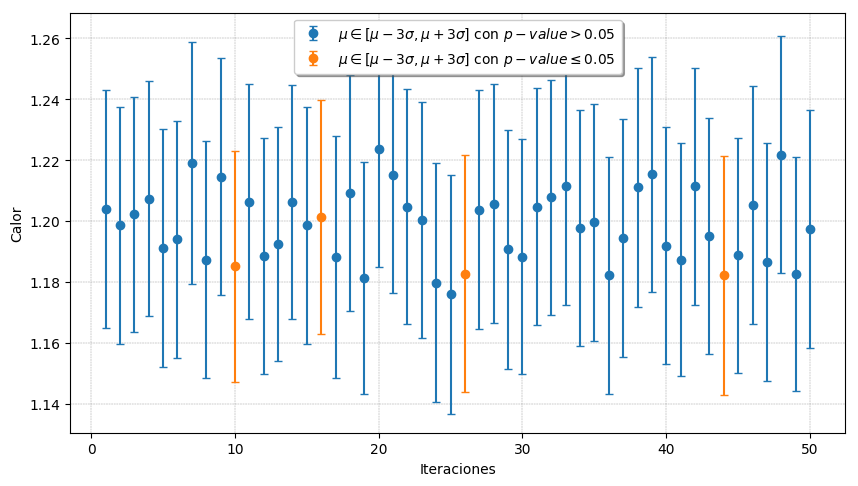 μ ∈ [μ − 3σ, μ + 3σ] con p − value > 0.05
μ ∈ [μ − 3σ, μ + 3σ] con p − value ≤ 0.05
1.26
1.24
1.22
1.20
1.18
1.16
1.14
Calor
0 10 20 30 40 50
Iteraciones